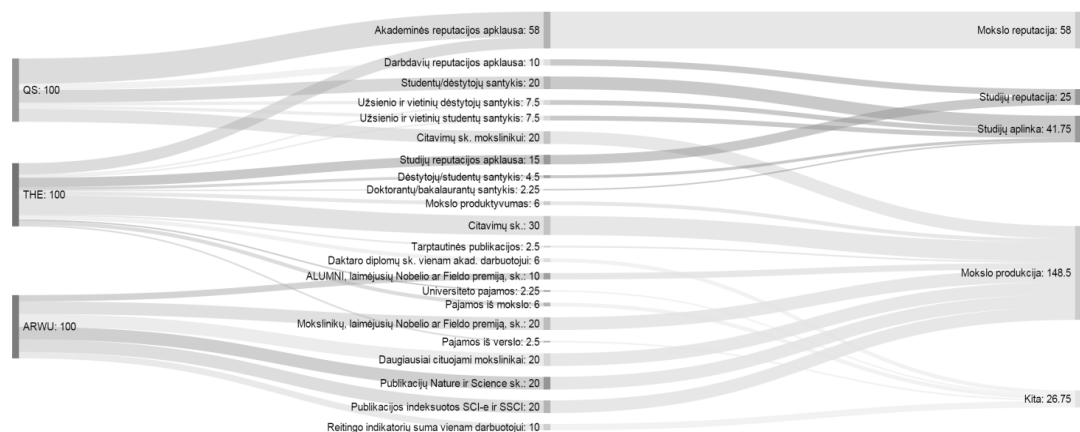 QS: 100
THE: 100
ARWU: 100
Akademinės reputacijos apklausa: 58
Darbdavių reputacijos apklausa: 10
Studentų/dėstytojų santykis: 20
Užsienio ir vietinių dėstytojų santykis: 7.5
Užsienio ir vietinių studentų santykis: 7.5
Citavimų sk. mokslinikui: 20
Studijų reputacijos apklausa: 15
Dėstytojų/studentų santykis: 4.5
Doktorantų/bakalaurantų santykis: 2.25
Mokslo produktyvumas: 6
Citavimų sk.: 30
Tarptautinės publikacijos: 2.5
Daktaro diplomų sk. vienam akad. darbuotojui: 6
ALUMNI, laimėjusių Nobelio ar Fieldo premiją, sk.: 10
Universiteto pajamos: 2.25
Pajamos iš mokslo: 6
Mokslinikų, laimėjusių Nobelio ar Fieldo premiją, sk.: 20
Pajamos iš verslo: 2.5
Daugiausiai cituojami mokslinikai: 20
Publikacijų Nature ir Science sk.: 20
Publikacijos indeksuotos SCI-e ir SSCI: 20
Reitingo indikatorių suma vienam darbuotojui: 10
Mokslo reputacija: 58
Studijų reputacija: 25
Studijų aplinka: 41.75
Mokslo produkcija: 148.5
Kita: 26.75